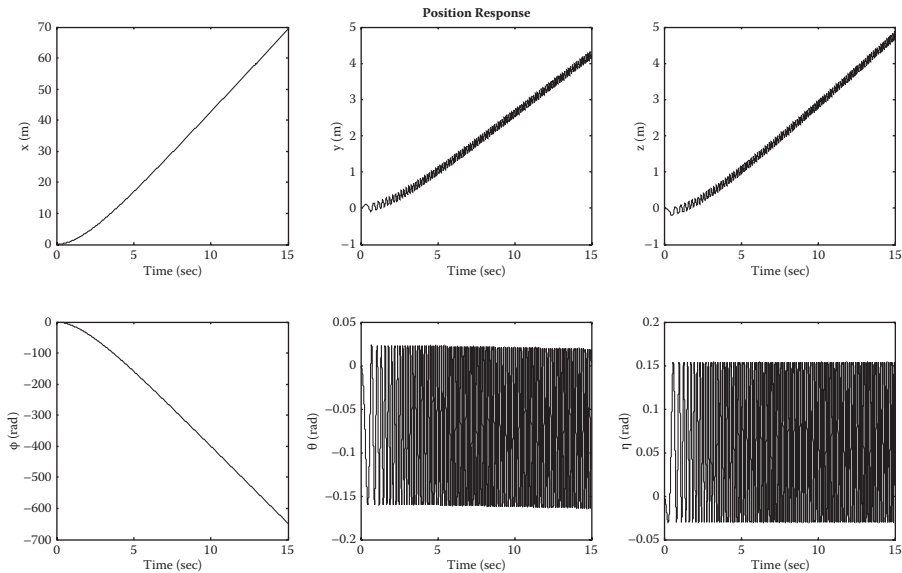 Position Response
70
60
50
40
30
20
10
0
x (m)
0 5 10 15
Time (sec)
5
4
3
2
1
0
−1
y (m)
0 5 10 15
Time (sec)
5
4
3
2
1
0
−1
z (m)
0 5 10 15
Time (sec)
0
−100
−200
−300
−400
−500
−600
−700
ϕ (rad)
0 5 10 15
Time (sec)
0.05
0
−0.05
−0.1
−0.15
−0.2
θ (rad)
0 5 10 15
Time (sec)
0.2
0.15
0.1
0.05
0
−0.05
η (rad)
0 5 10 15
Time (sec)